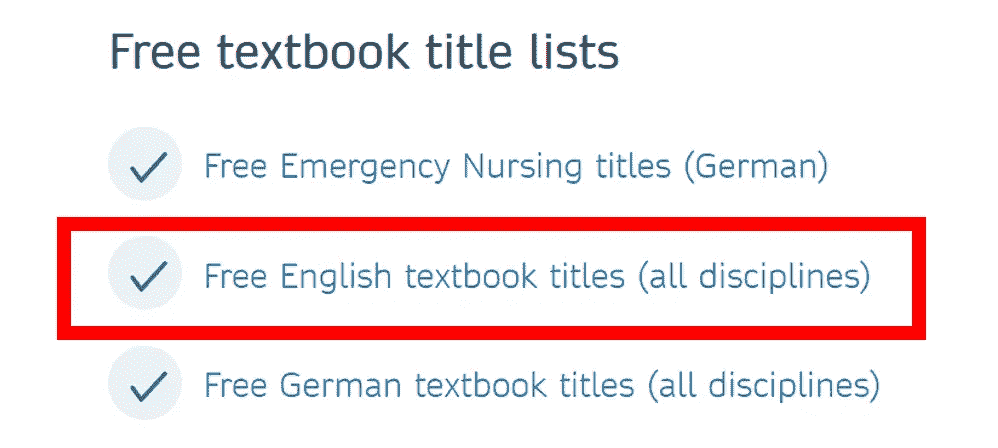 Free textbook title lists
Free Emergency Nursing titles (German)
Free English textbook titles (all disciplines)
Free German textbook titles (all disciplines)